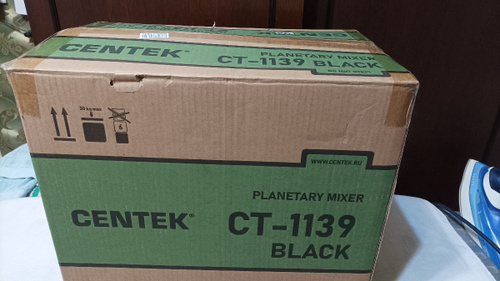 CENTEK®
PLANETARY MIXER
CT-1139 BLACK
WWW.CENTEK.RU
PLANETARY MIXER
CENTEK®
CT-1139
BLACK